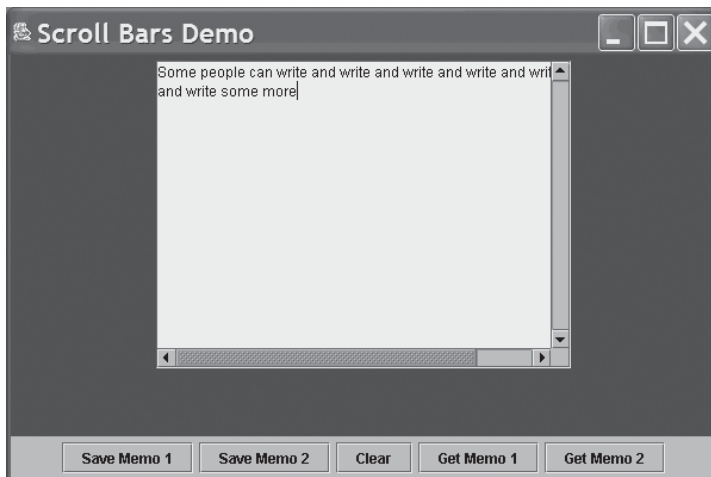 Scroll Bars Demo
Some people can write and write and write and write and writ
and write some more
Save Memo 1 Save Memo 2 Clear Get Memo 1 Get Memo 2